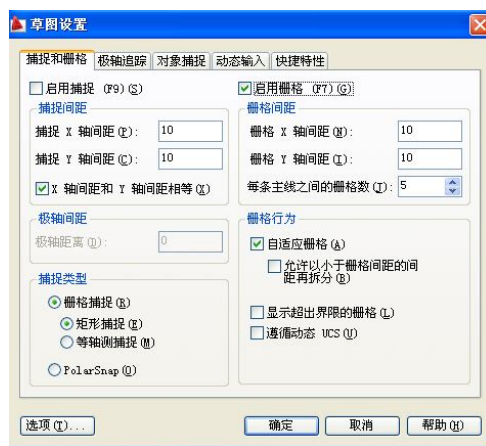 草图设置
捕捉和栅格 极轴追踪 对象捕捉 动态输入 快捷特性
启用捕捉 (F9)(S)
启用栅格 (F7)(G)
捕捉间距
捕捉 X 轴间距(P): 10
捕捉 Y 轴间距(C): 10
X 轴间距和 Y 轴间距相等(X)
栅格间距
栅格 X 轴间距(N): 10
栅格 Y 轴间距(I): 10
每条主线之间的栅格数(J): 5
极轴间距
极轴距离(D): 0
捕捉类型
栅格捕捉(R)
矩形捕捉(E)
等轴测捕捉(M)
PolarSnap(O)
栅格行为
自适应栅格(A)
允许以小于栅格间距的间
距再拆分(B)
显示超出界限的栅格(L)
遵循动态 UCS(U)
选项(T)... 确定 取消 帮助(H)